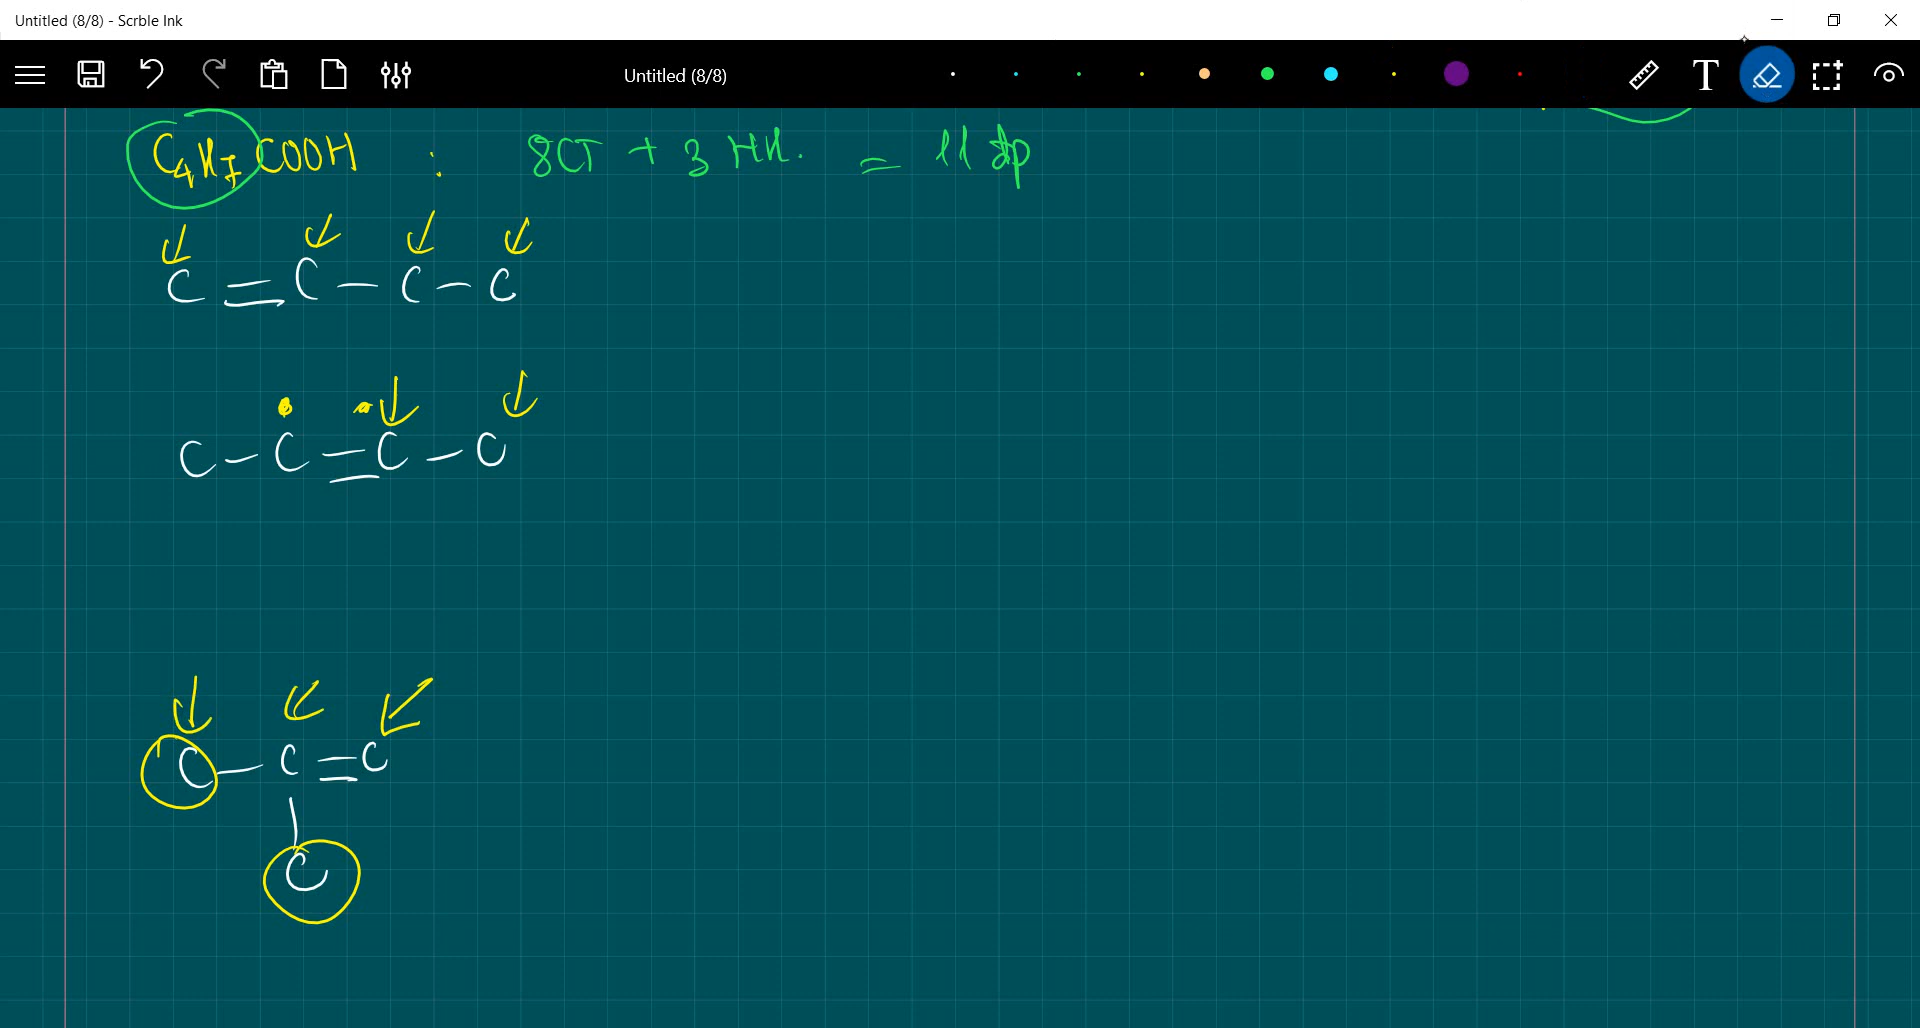 Untitled (8/8) - Scrble Ink
Untitled (8/8)
T
C4H7COOH : 8CT + 3 HH. = 11 đp
C = C - C - C
C - C = C - C
C - C = C
C